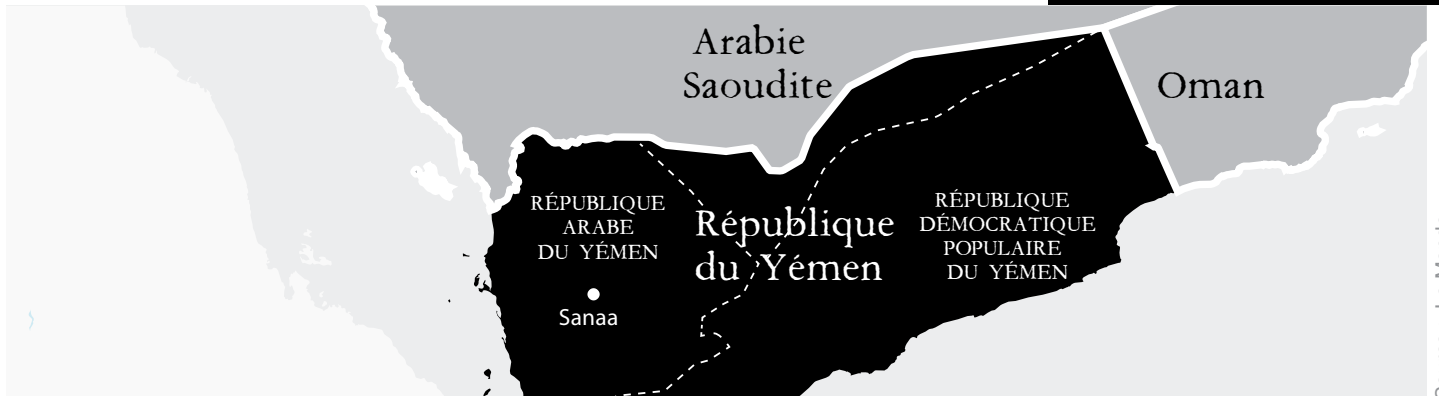 Arabie
Saoudite
Oman
RÉPUBLIQUE
ARABE
DU YÉMEN
République
du Yémen
RÉPUBLIQUE
DÉMOCRATIQUE
POPULAIRE
DU YÉMEN
Sanaa